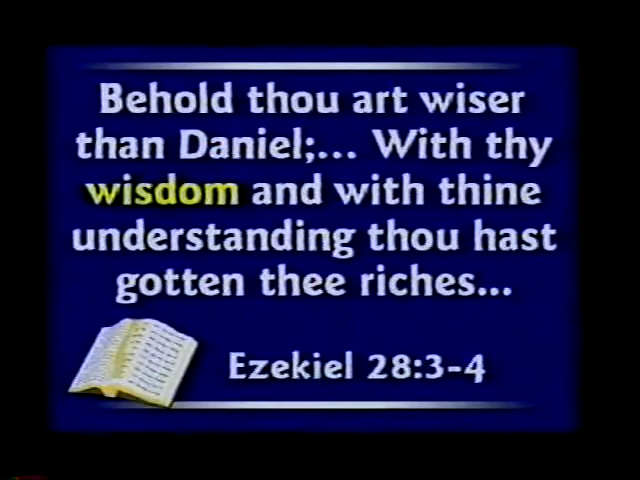 Behold thou art wiser
than Daniel;... With thy
wisdom and with thine
understanding thou hast
gotten thee riches...
Ezekiel 28:3-4